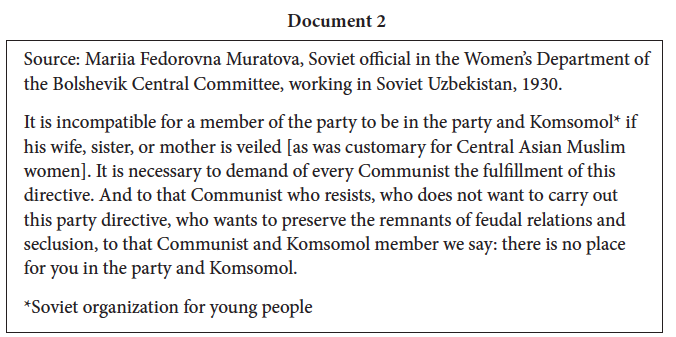 Document 2
Source: Mariia Fedorovna Muratova, Soviet official in the Women’s Department of
the Bolshevik Central Committee, working in Soviet Uzbekistan, 1930.
It is incompatible for a member of the party to be in the party and Komsomol* if
his wife, sister, or mother is veiled [as was customary for Central Asian Muslim
women]. It is necessary to demand of every Communist the fulfillment of this
directive. And to that Communist who resists, who does not want to carry out
this party directive, who wants to preserve the remnants of feudal relations and
seclusion, to that Communist and Komsomol member we say: there is no place
for you in the party and Komsomol.
*Soviet organization for young people